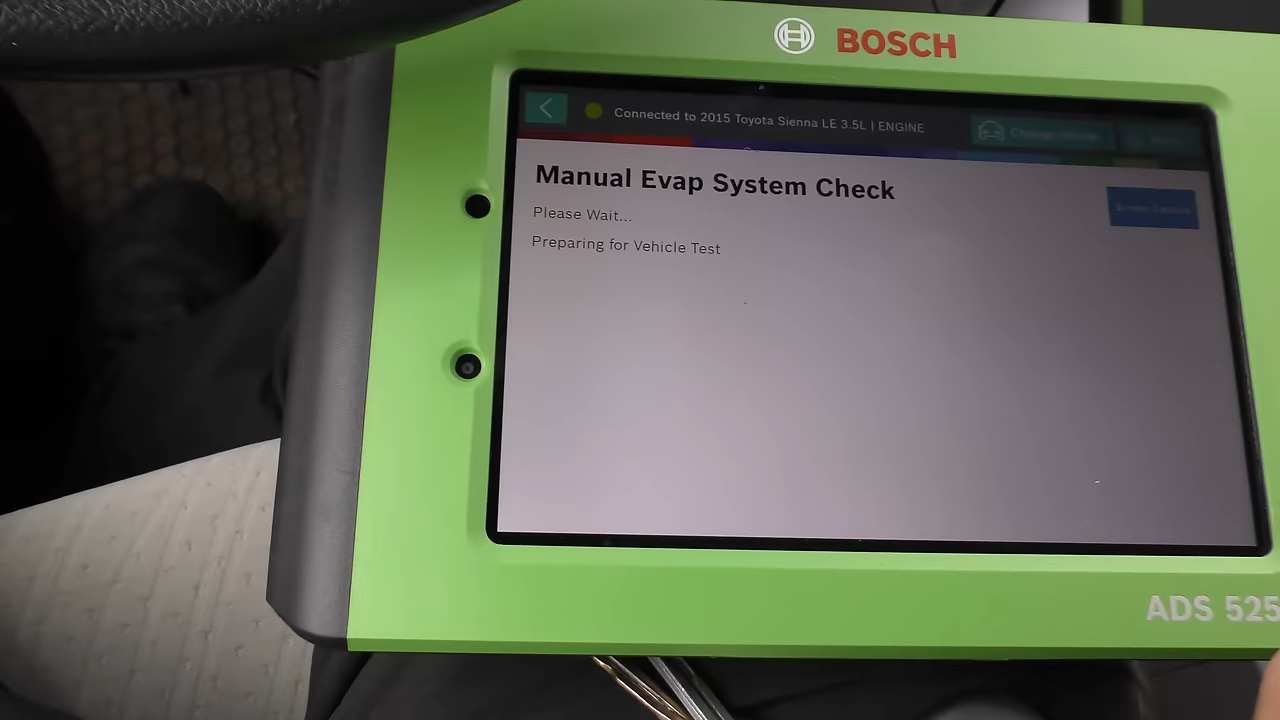 BOSCH
Connected to 2015 Toyota Sienna LE 3.5L | ENGINE
Manual Evap System Check
Please Wait...
Preparing for Vehicle Test
ADS 525